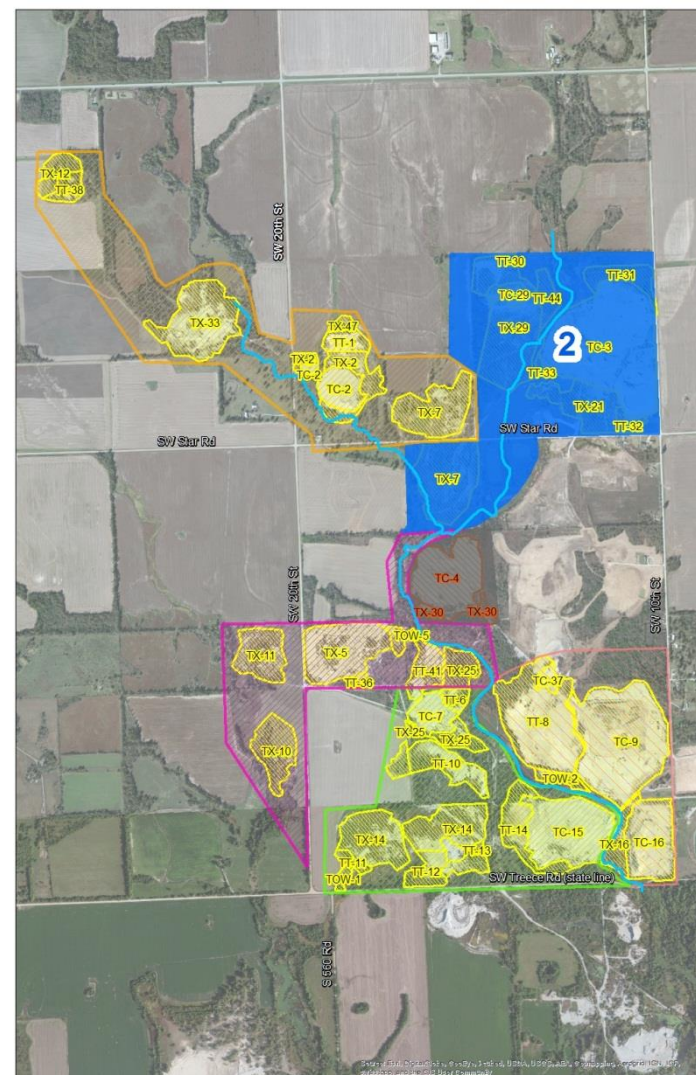 TX-12
TT-38
SW 20th St
TT-30
TT-31
TC-29
TT-44
TX-33
TX-47
TX-29
2
TC-3
TT-1
TX-2
TX-2
TC-2
TC-2
TT-33
TX-7
TX-21
TT-32
SW Star Rd
SW Star Rd
TX-7
TC-4
SW 20th St
SW 10th St
TX-30
TX-30
TOW-5
TX-11
TX-5
TT-41
TX-25
TC-37
TT-36
TT-6
TC-7
TT-8
TX-25
TX-25
TC-9
TX-10
TT-10
TOW-2
TX-14
TX-14
TT-14
TC-15
TX-16
TC-16
TT-11
TT-13
TT-12
TOW-1
SW Treece Rd (state line)
S 560 Rd